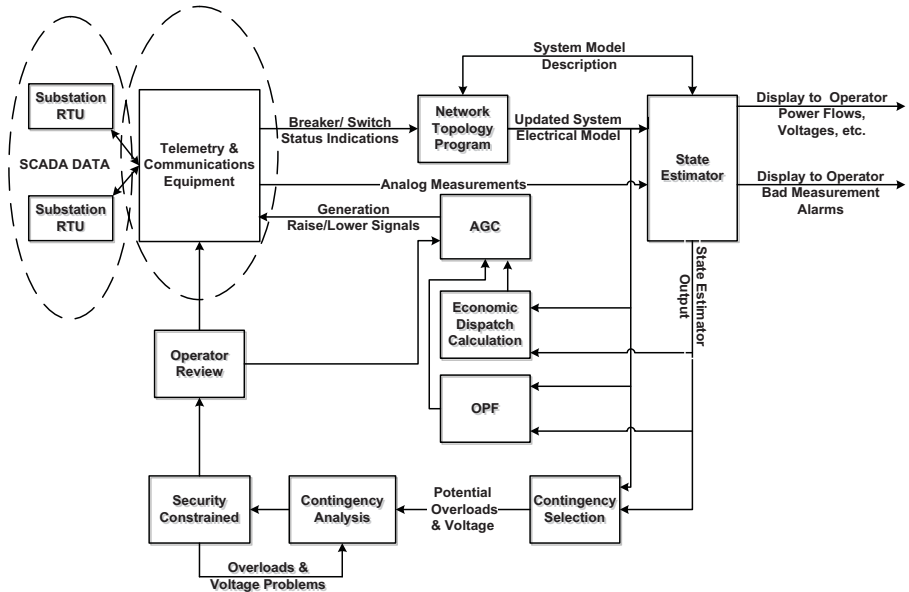 System Model
Description
Substation
RTU
SCADA DATA
Substation
RTU
Telemetry &
Communications
Equipment
Breaker/ Switch
Status Indications
Network
Topology
Program
Updated System
Electrical Model
State
Estimator
Display to Operator
Power Flows,
Voltages, etc.
Analog Measurements
Display to Operator
Bad Measurement
Alarms
Generation
Raise/Lower Signals
AGC
State Estimator
Output
Economic
Dispatch
Calculation
Operator
Review
OPF
Security
Constrained
Contingency
Analysis
Potential
Overloads
& Voltage
Contingency
Selection
Overloads &
Voltage Problems